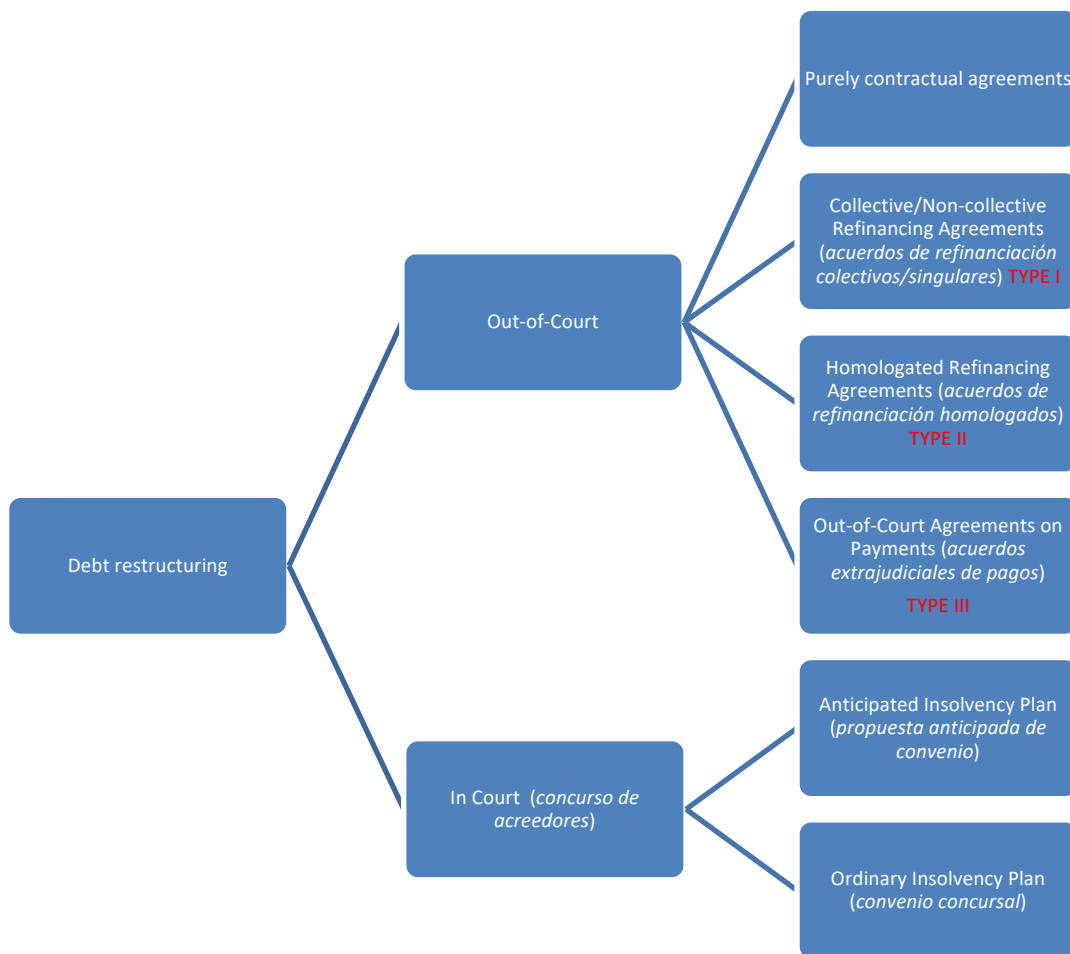 Purely contractual agreements
Collective/Non-collective
Refinancing Agreements
(acuerdos de refinanciación
colectivos/singulares) TYPE I
Out-of-Court
Homologated Refinancing
Agreements (acuerdos de
refinanciación homologados)
TYPE II
Debt restructuring
Out-of-Court Agreements on
Payments (acuerdos
extrajudiciales de pagos)
TYPE III
Anticipated Insolvency Plan
(propuesta anticipada de
convenio)
In Court (concurso de
acreedores)
Ordinary Insolvency Plan
(convenio concursal)